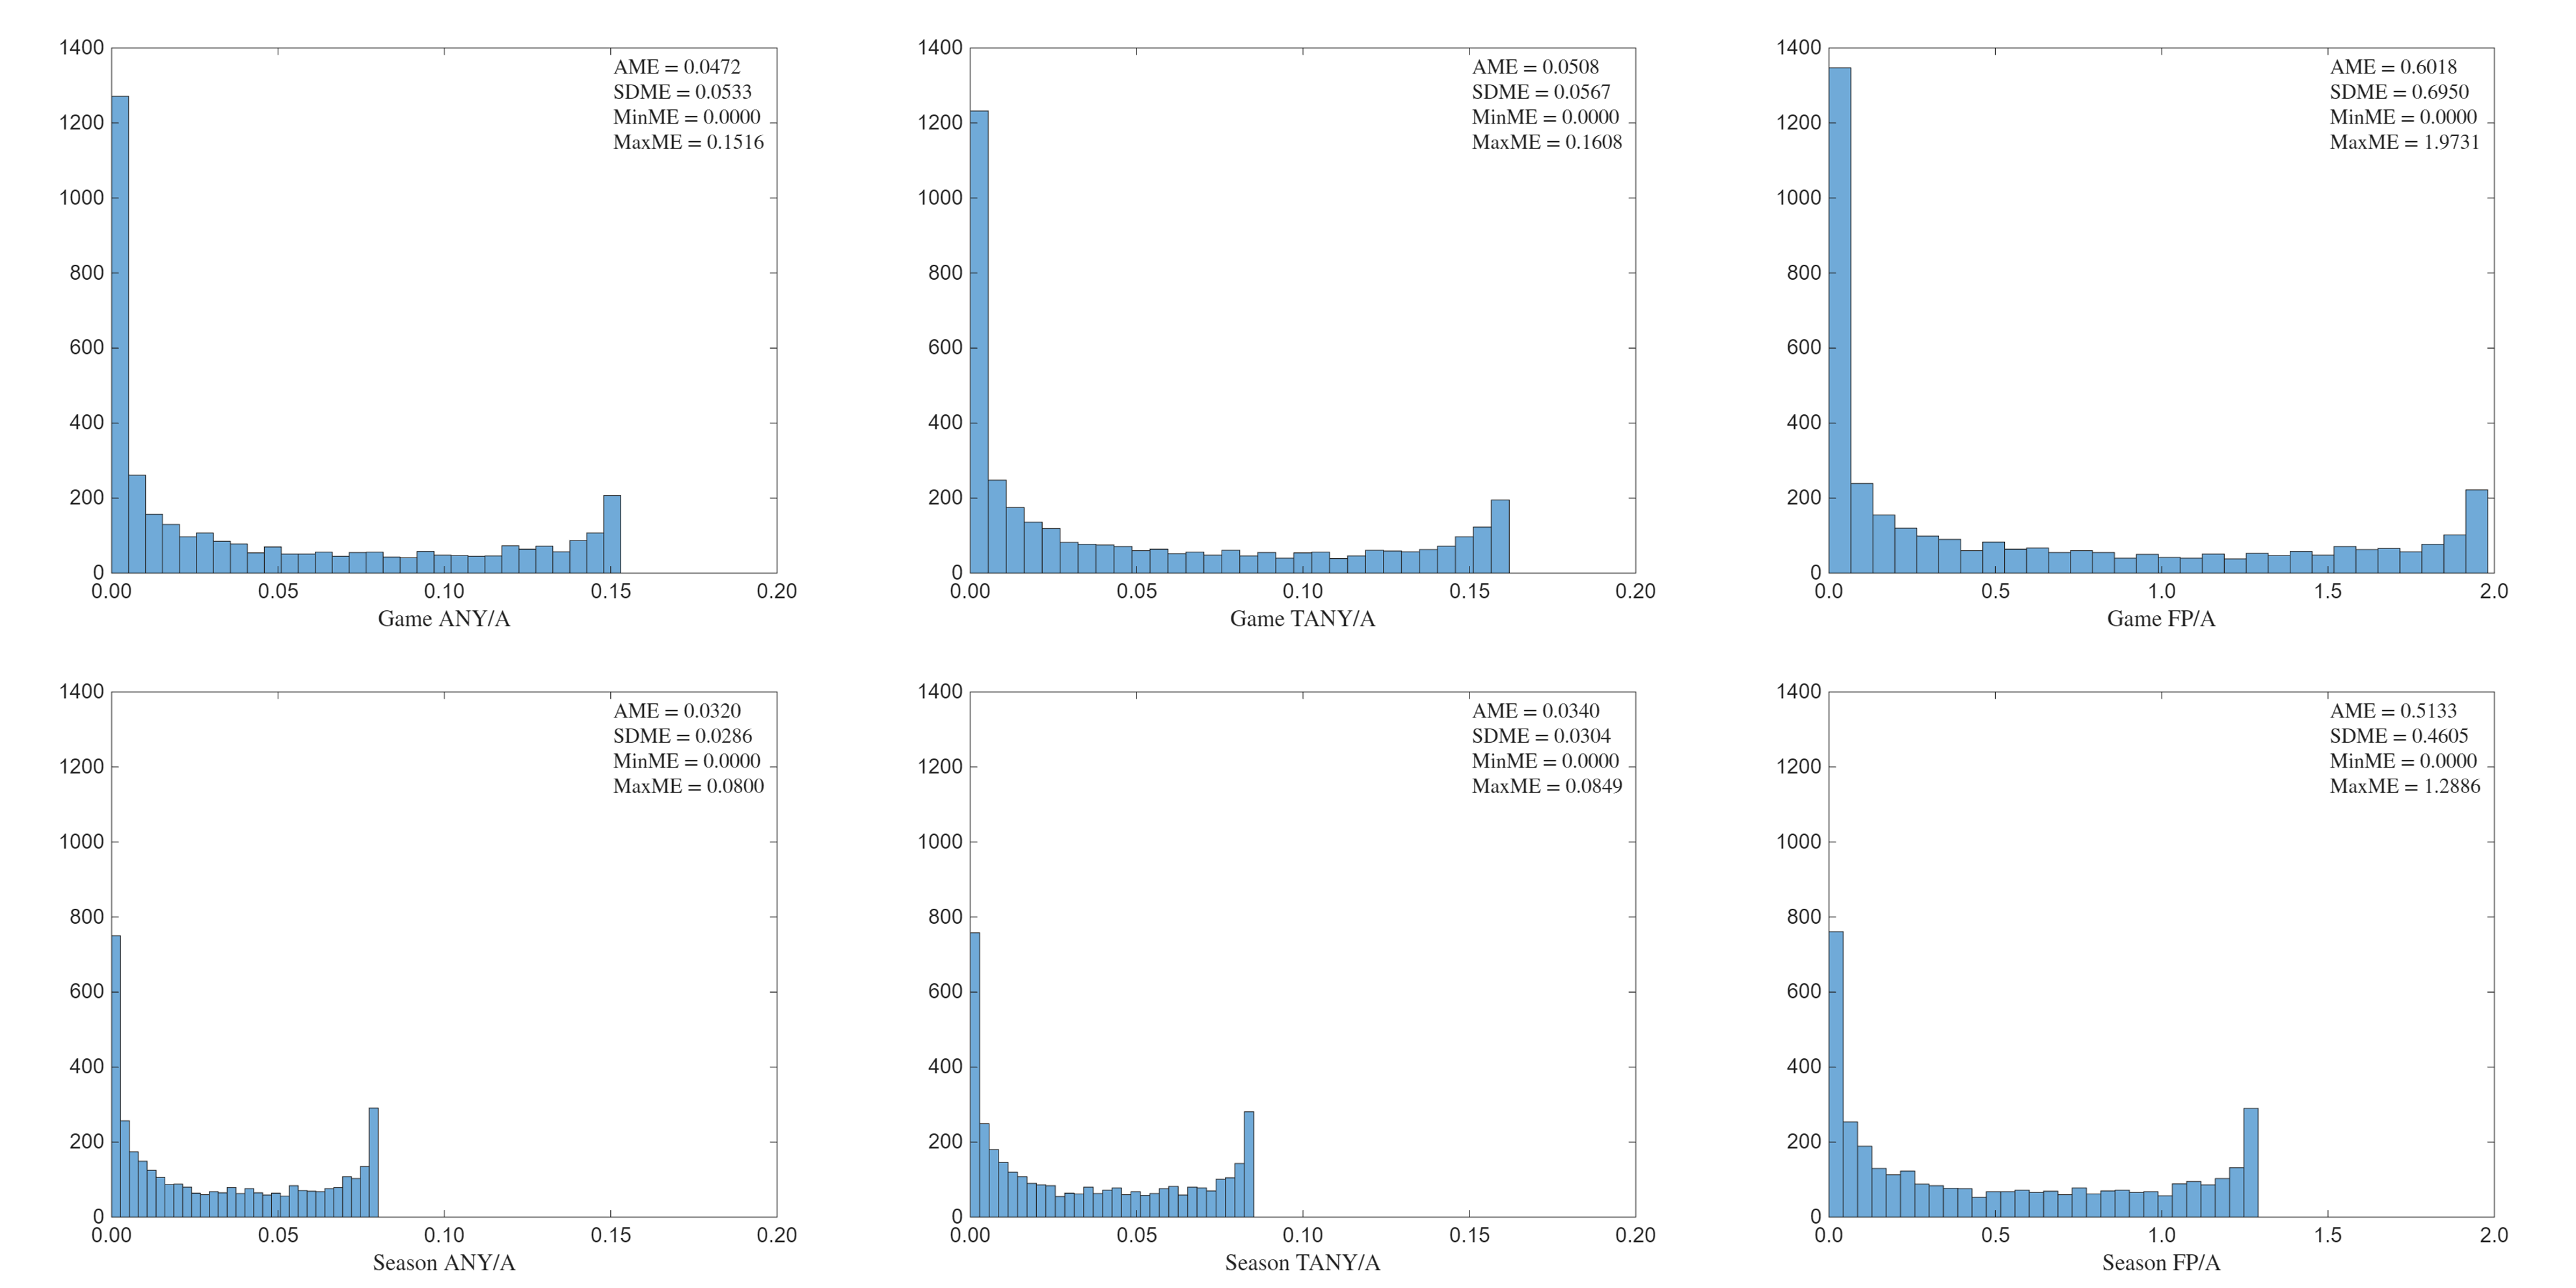 1400
1200
1000
800
600
400
200
0
0.00 0.05 0.10 0.15 0.20
Game ANY/A
AME = 0.0472
SDME = 0.0533
MinME = 0.0000
MaxME = 0.1516
1400
1200
1000
800
600
400
200
0
0.00 0.05 0.10 0.15 0.20
Game TANY/A
AME = 0.0508
SDME = 0.0567
MinME = 0.0000
MaxME = 0.1608
1400
1200
1000
800
600
400
200
0
0.0 0.5 1.0 1.5 2.0
Game FP/A
AME = 0.6018
SDME = 0.6950
MinME = 0.0000
MaxME = 1.9731
1400
1200
1000
800
600
400
200
0
0.00 0.05 0.10 0.15 0.20
Season ANY/A
AME = 0.0320
SDME = 0.0286
MinME = 0.0000
MaxME = 0.0800
1400
1200
1000
800
600
400
200
0
0.00 0.05 0.10 0.15 0.20
Season TANY/A
AME = 0.0340
SDME = 0.0304
MinME = 0.0000
MaxME = 0.0849
1400
1200
1000
800
600
400
200
0
0.0 0.5 1.0 1.5 2.0
Season FP/A
AME = 0.5133
SDME = 0.4605
MinME = 0.0000
MaxME = 1.2886